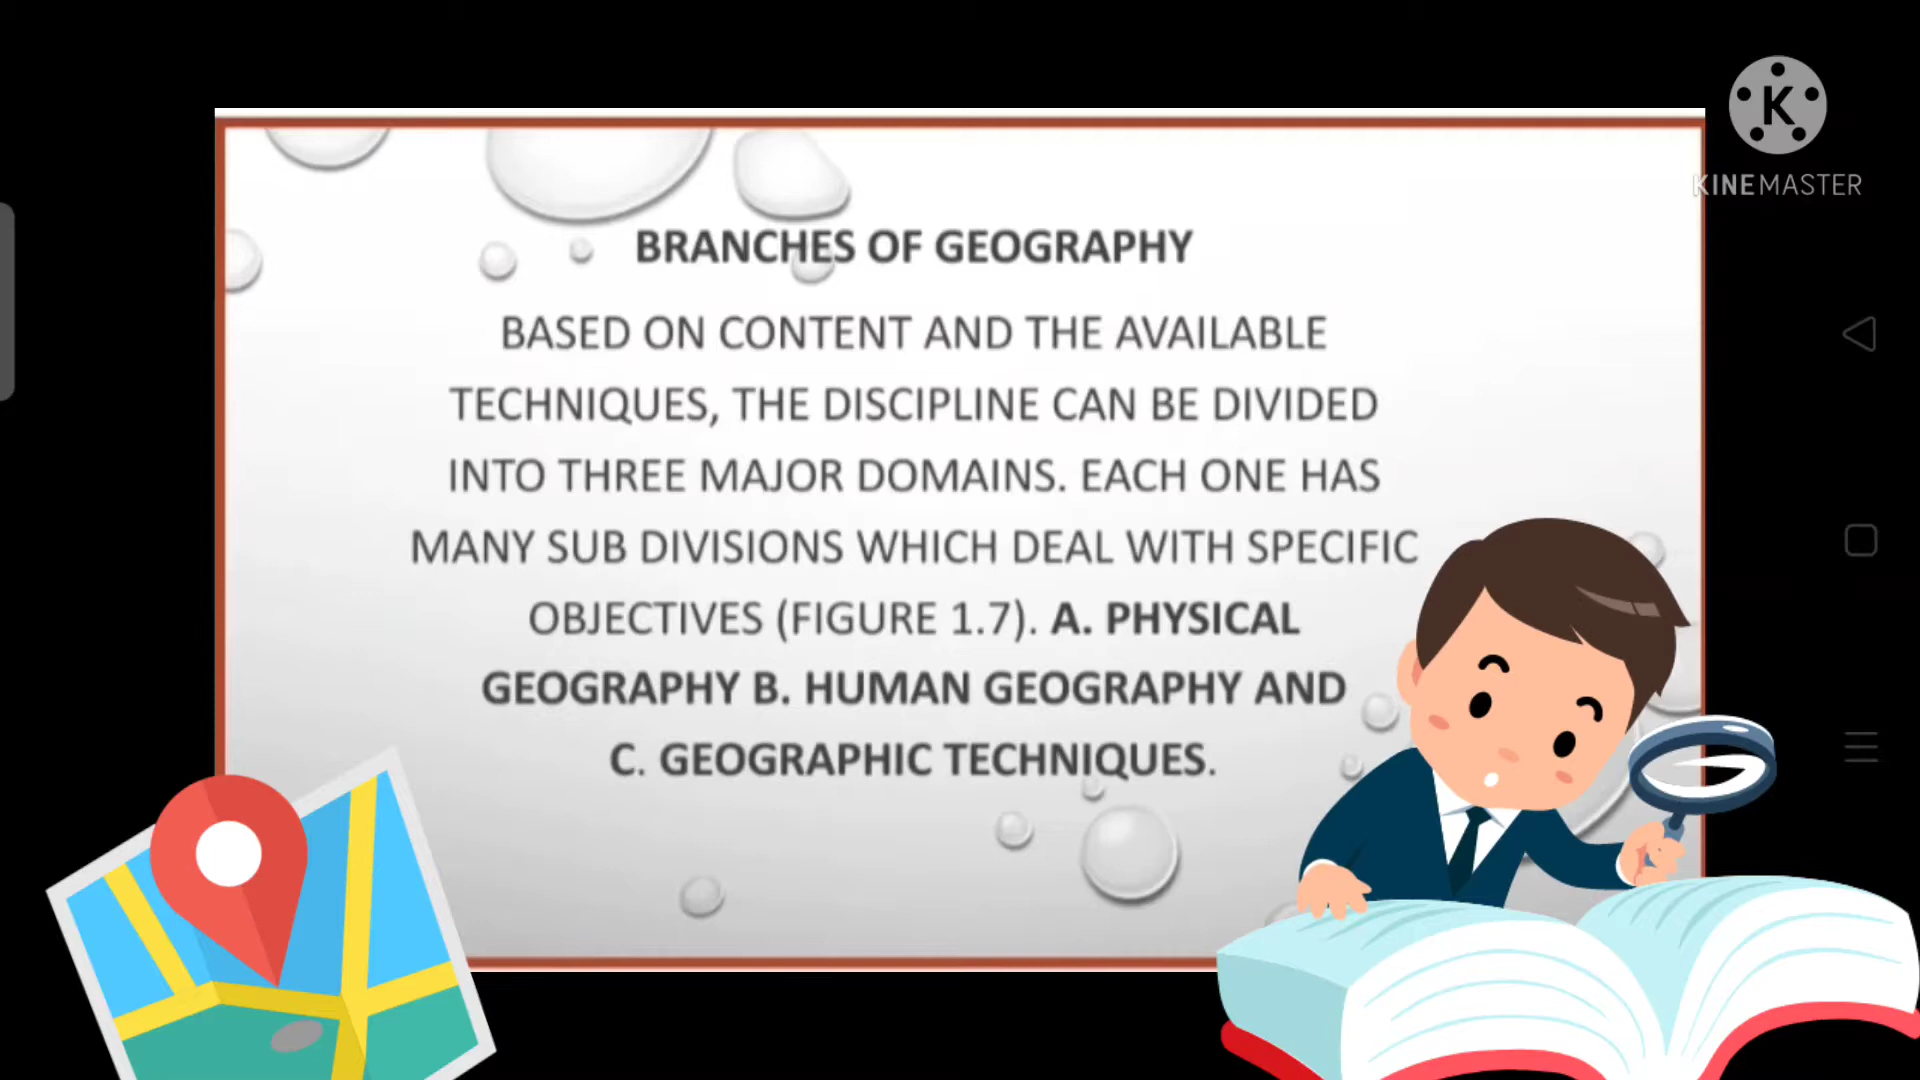 KINEMASTER
BRANCHES OF GEOGRAPHY
BASED ON CONTENT AND THE AVAILABLE
TECHNIQUES, THE DISCIPLINE CAN BE DIVIDED
INTO THREE MAJOR DOMAINS. EACH ONE HAS
MANY SUB DIVISIONS WHICH DEAL WITH SPECIFIC
OBJECTIVES (FIGURE 1.7). A. PHYSICAL
GEOGRAPHY B. HUMAN GEOGRAPHY AND
C. GEOGRAPHIC TECHNIQUES.